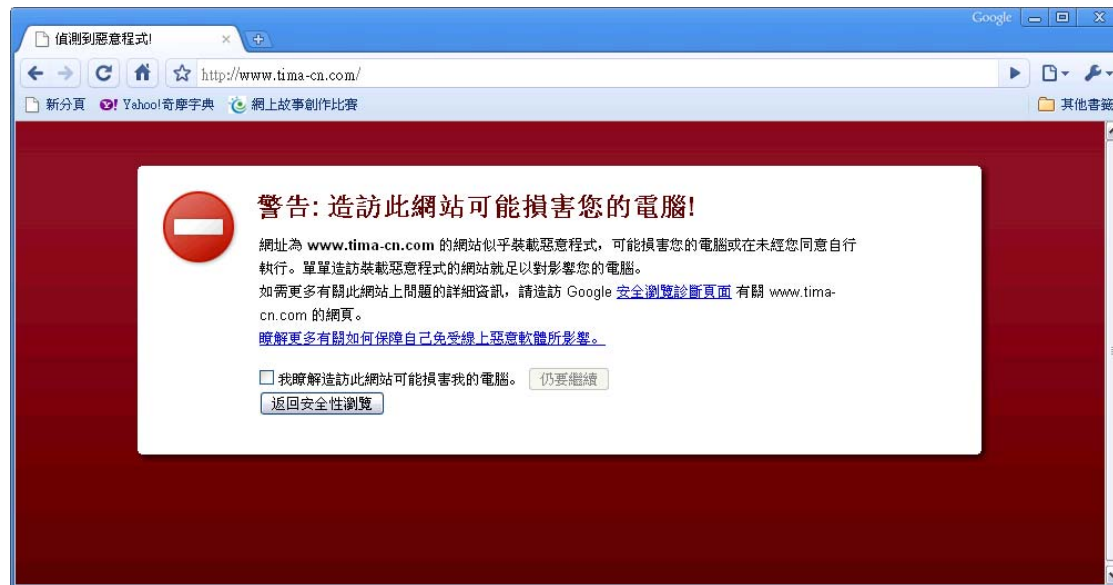 Google
偵測到惡意程式!
http://www.tima-cn.com/
新分頁 Yahoo!奇摩字典 網上故事創作比賽 其他書籤
警告: 造訪此網站可能損害您的電腦!
網址為 www.tima-cn.com 的網站似乎裝載惡意程式，可能損害您的電腦或在未經您同意自行
執行。單單造訪裝載惡意程式的網站就足以對影響您的電腦。
如需更多有關此網站上問題的詳細資訊，請造訪 Google 安全瀏覽診斷頁面 有關 www.tima-
cn.com 的網頁。
瞭解更多有關如何保障自己免受線上惡意軟體所影響。
我瞭解造訪此網站可能損害我的電腦。 仍要繼續
返回安全性瀏覽